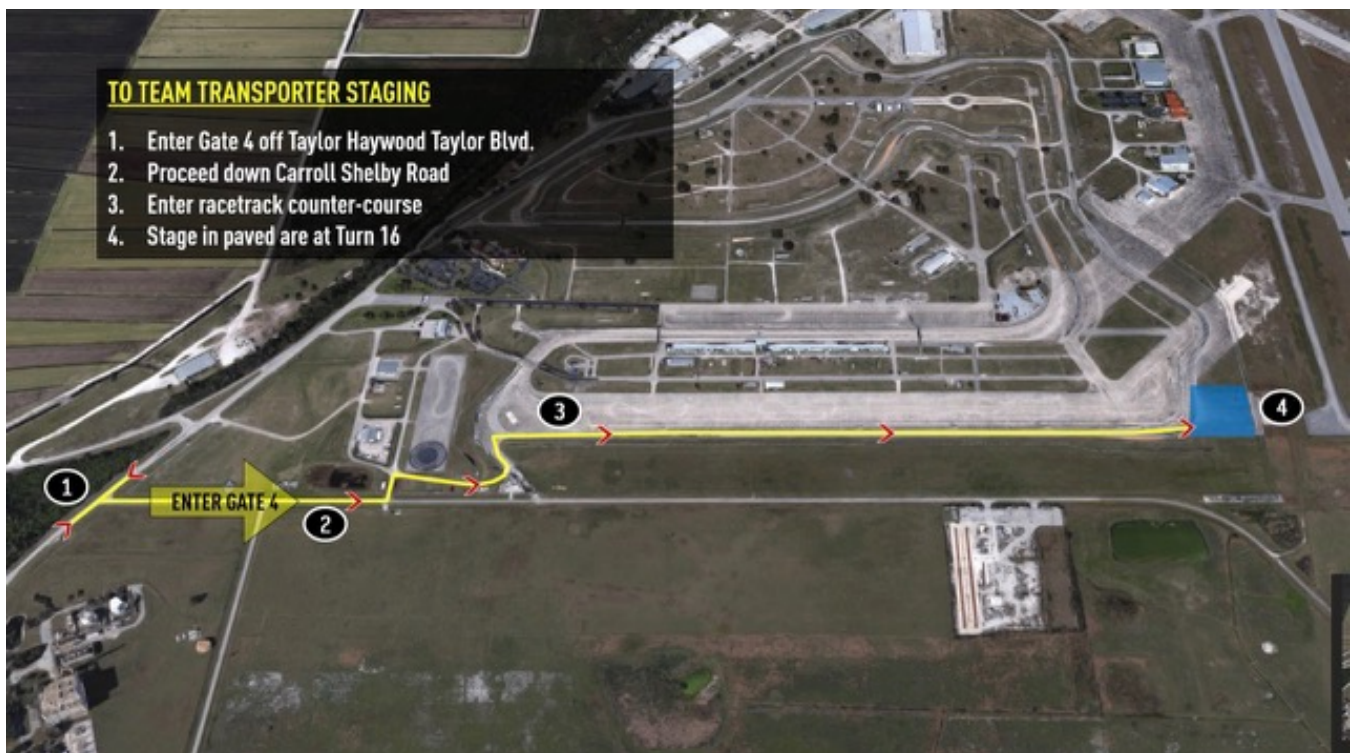 TO TEAM TRANSPORTER STAGING
1. Enter Gate 4 off Taylor Haywood Taylor Blvd.
2. Proceed down Carroll Shelby Road
3. Enter racetrack counter-course
4. Stage in paved are at Turn 16
3
4
1
ENTER GATE 4
2